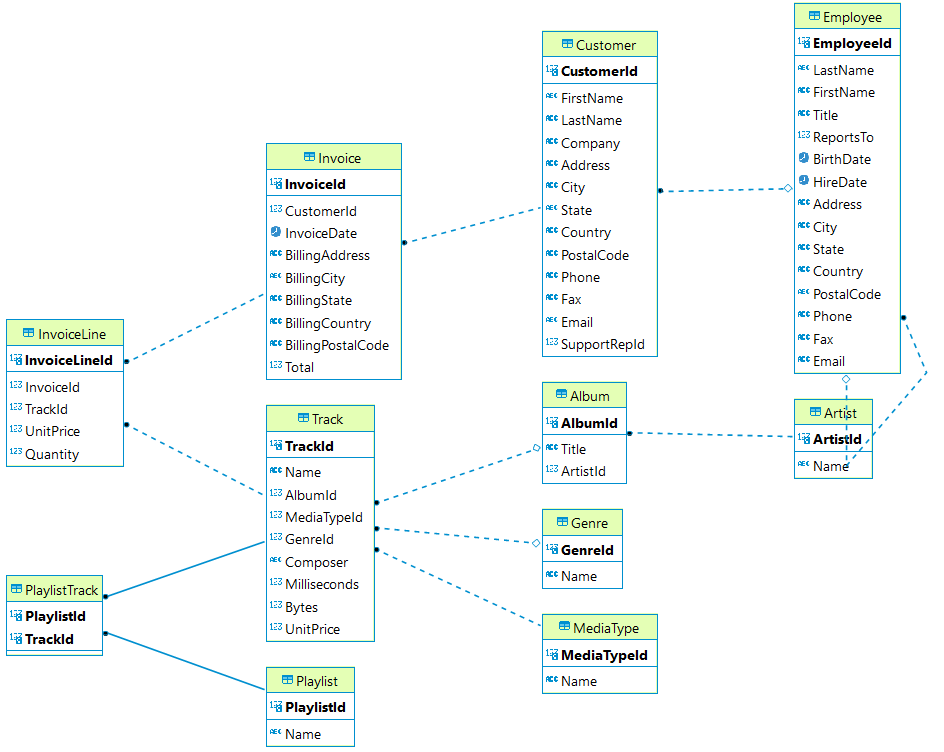 Employee
EmployeeId
LastName
FirstName
Title
ReportsTo
BirthDate
HireDate
Address
City
State
Country
PostalCode
Phone
Fax
Email
Customer
CustomerId
FirstName
LastName
Company
Address
City
State
Country
PostalCode
Phone
Fax
Email
SupportRepId
Invoice
InvoiceId
CustomerId
InvoiceDate
BillingAddress
BillingCity
BillingState
BillingCountry
BillingPostalCode
Total
InvoiceLine
InvoiceLineId
InvoiceId
TrackId
UnitPrice
Quantity
Track
TrackId
Name
AlbumId
MediaTypeId
GenreId
Composer
Milliseconds
Bytes
UnitPrice
Album
AlbumId
Title
ArtistId
Artist
ArtistId
Name
Genre
GenreId
Name
MediaType
MediaTypeId
Name
PlaylistTrack
PlaylistId
TrackId
Playlist
PlaylistId
Name